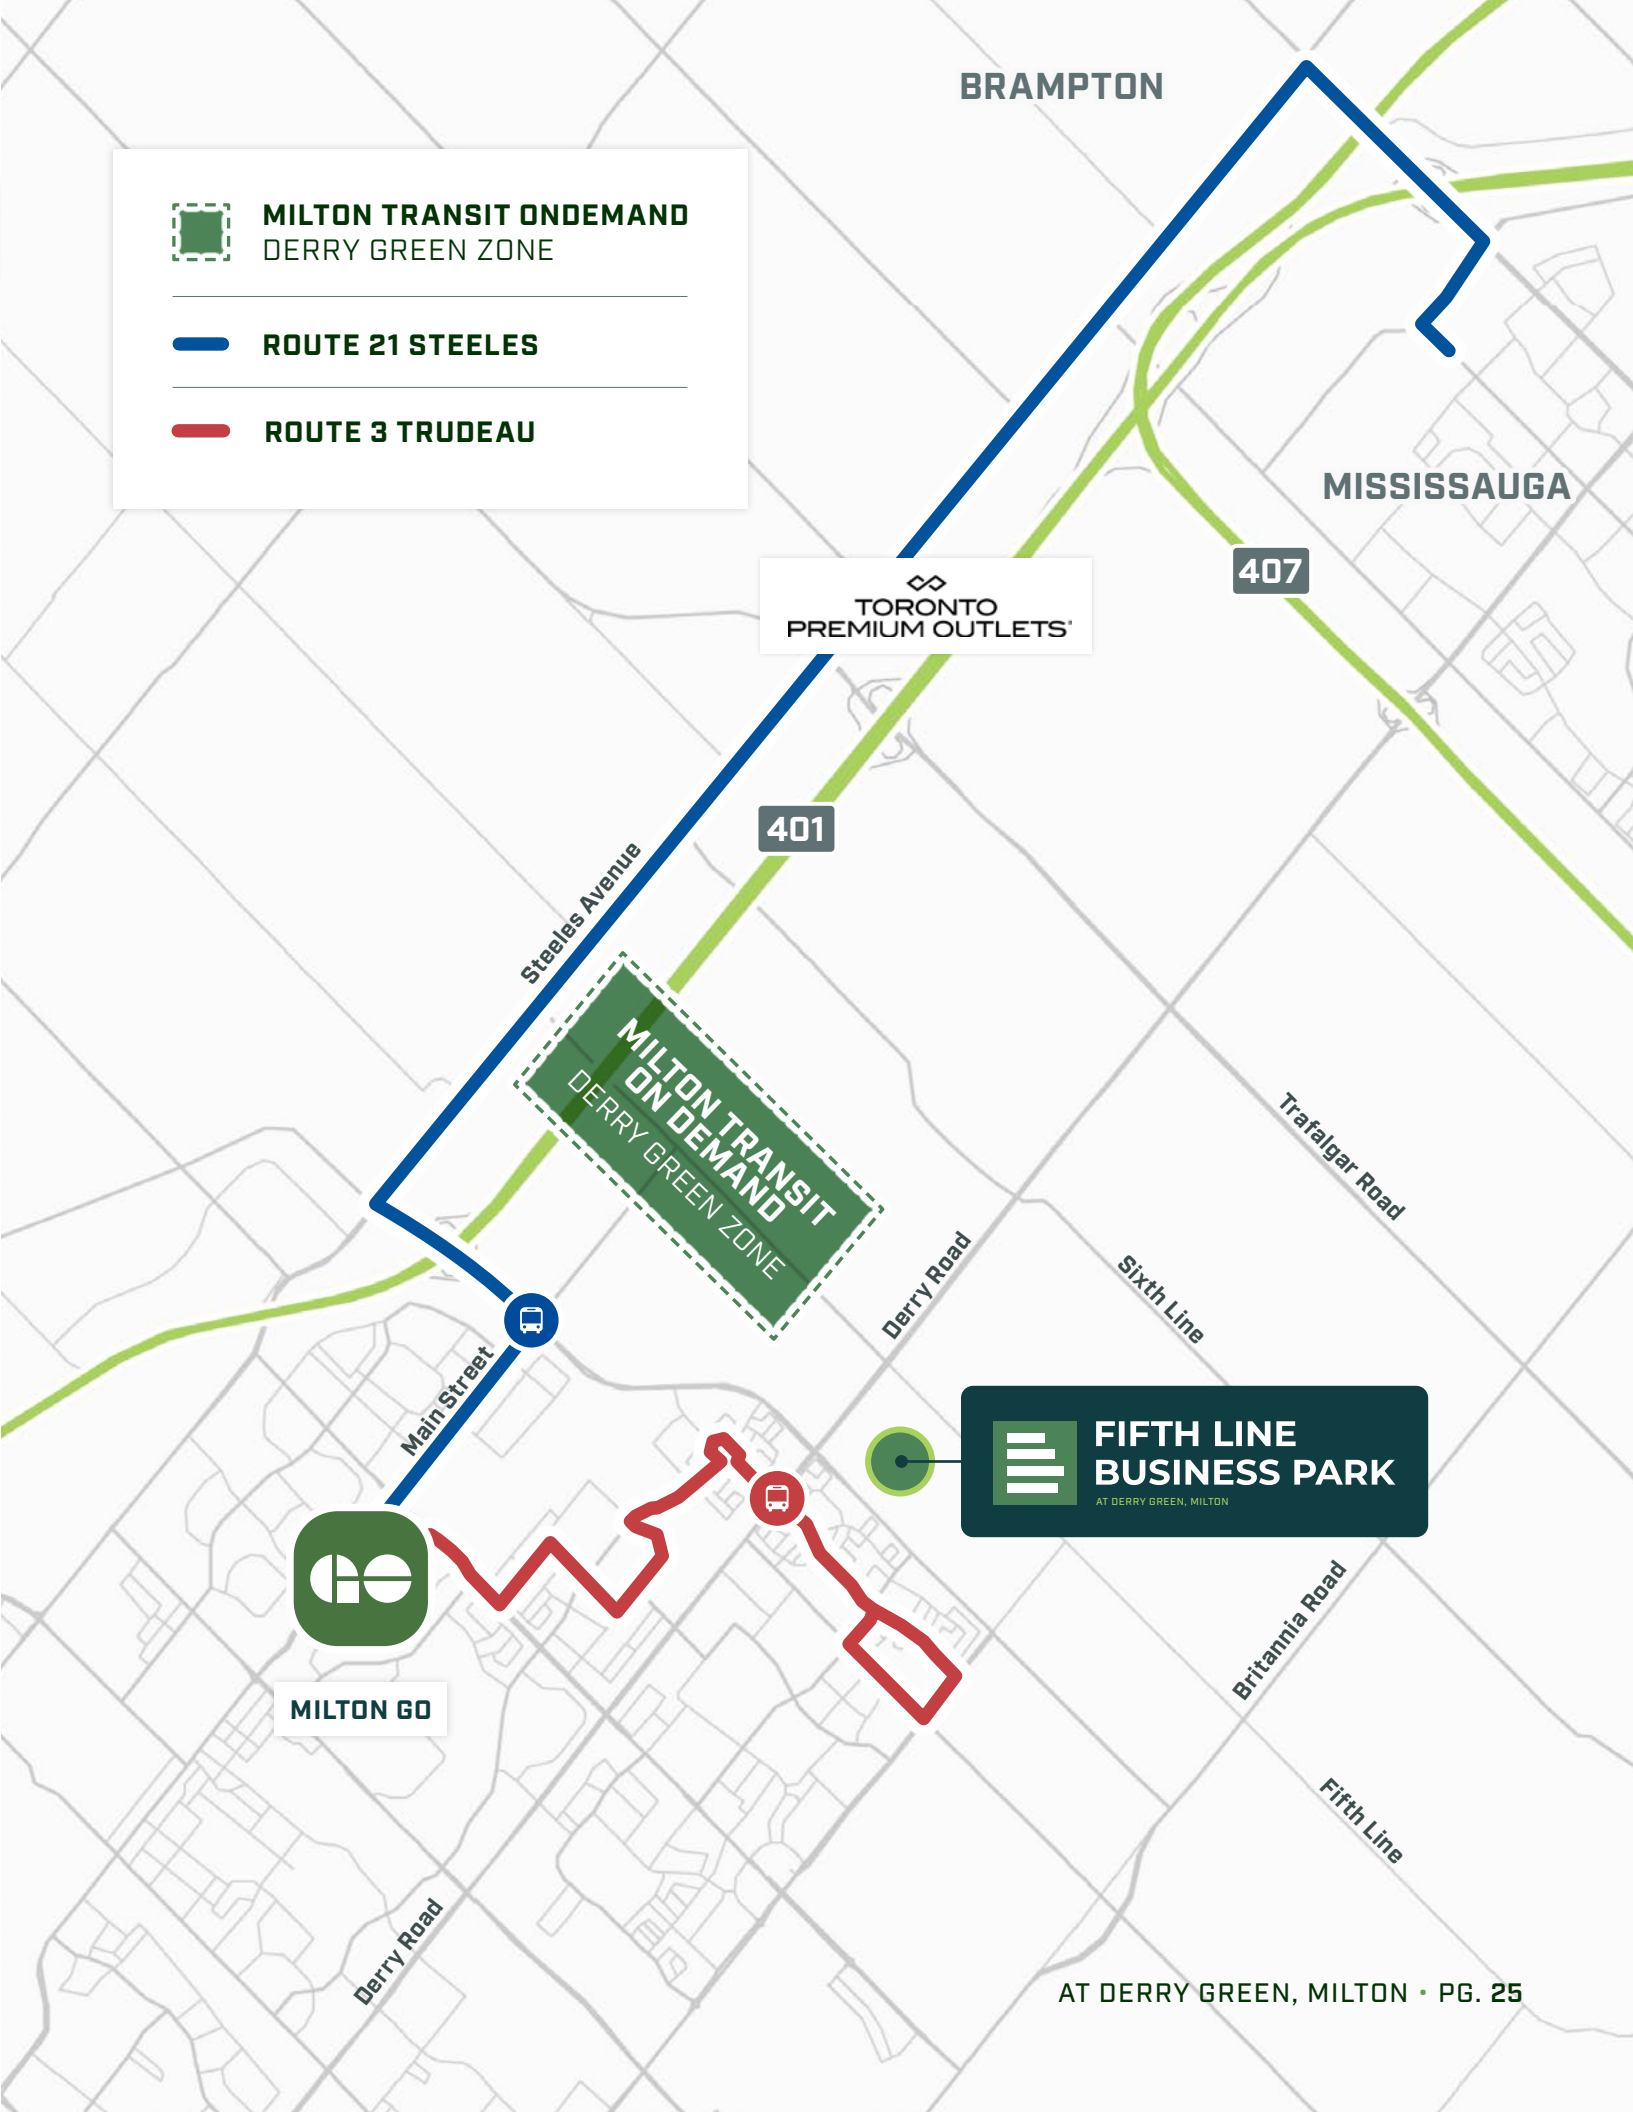 BRAMPTON
MILTON TRANSIT ONDEMAND
DERRY GREEN ZONE
ROUTE 21 STEELES
ROUTE 3 TRUDEAU
MISSISSAUGA
407
TORONTO
PREMIUM OUTLETS®
401
Steeles Avenue
MILTON TRANSIT
ON DEMAND
DERRY GREEN ZONE
Trafalgar Road
Derry Road
Sixth Line
Main Street
FIFTH LINE
BUSINESS PARK
AT DERRY GREEN, MILTON
GO
MILTON GO
Britannia Road
Fifth Line
Derry Road
AT DERRY GREEN, MILTON • PG. 25